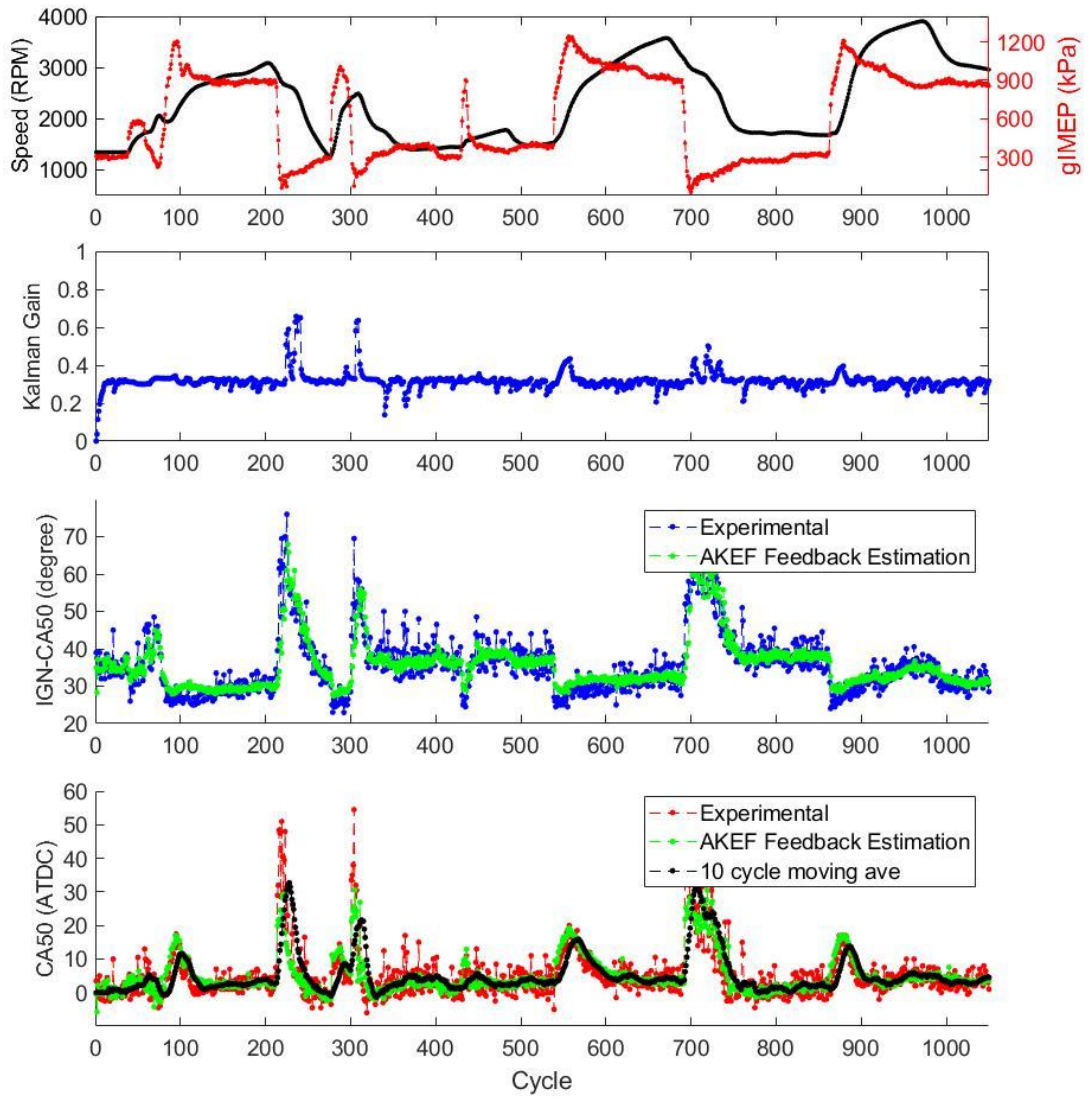 4000
3000
2000
1000
Speed (RPM)
1200
900
600
300
gIMEP (kPa)
0 100 200 300 400 500 600 700 800 900 1000
1
0.8
0.6
0.4
0.2
0
Kalman Gain
0 100 200 300 400 500 600 700 800 900 1000
70
60
50
40
30
20
IGN-CA50 (degree)
Experimental
AKEF Feedback Estimation
0 100 200 300 400 500 600 700 800 900 1000
60
50
40
30
20
10
0
CA50 (ATDC)
Experimental
AKEF Feedback Estimation
10 cycle moving ave
0 100 200 300 400 500 600 700 800 900 1000
Cycle